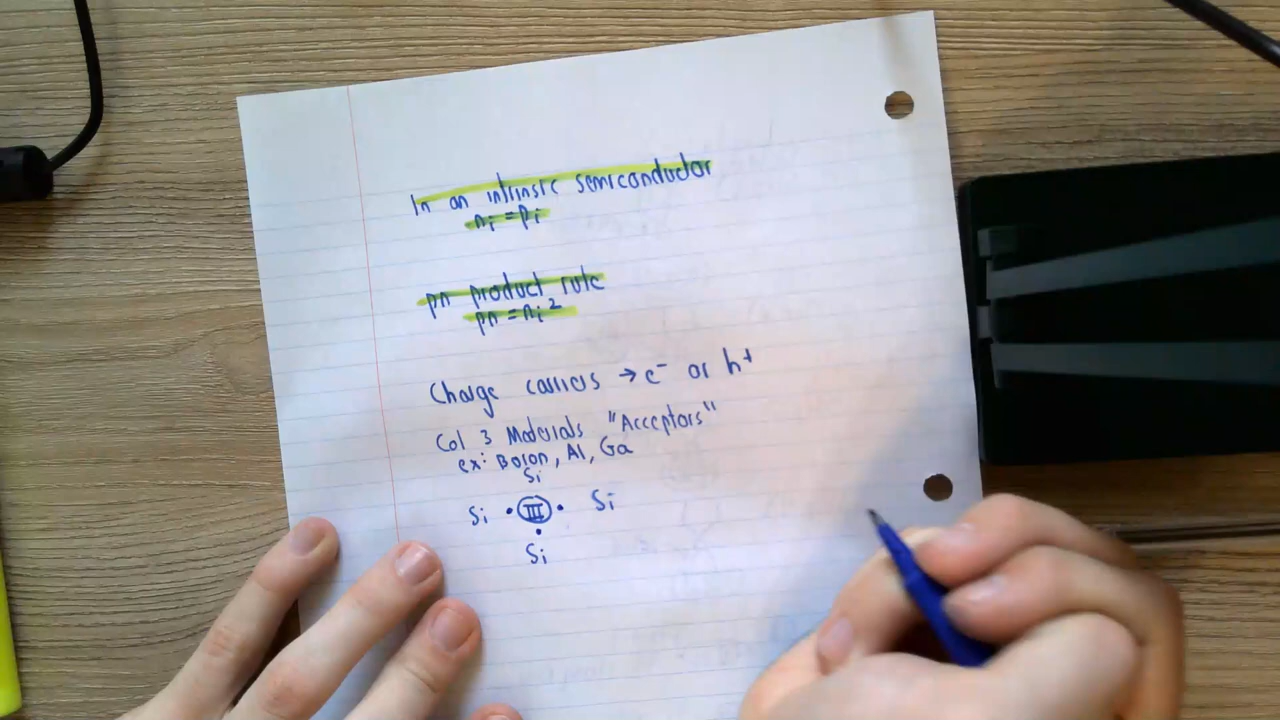 In an intrinsic semiconductor
nᵢ = pᵢ
pn product rule
pn = nᵢ²
Charge carriers → e⁻ or h⁺
Col 3 Materials "Acceptors"
ex: Boron, Al, Ga
Si
Si · III · Si
Si